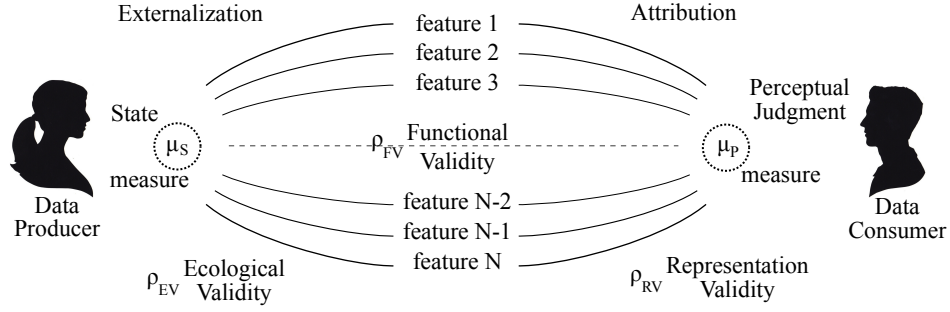 Externalization
Attribution
feature 1
feature 2
feature 3
State
μS
measure
Data
Producer
ρFV Functional
Validity
Perceptual
Judgment
μP
measure
Data
Consumer
feature N-2
feature N-1
feature N
ρEV Ecological
Validity
ρRV Representation
Validity